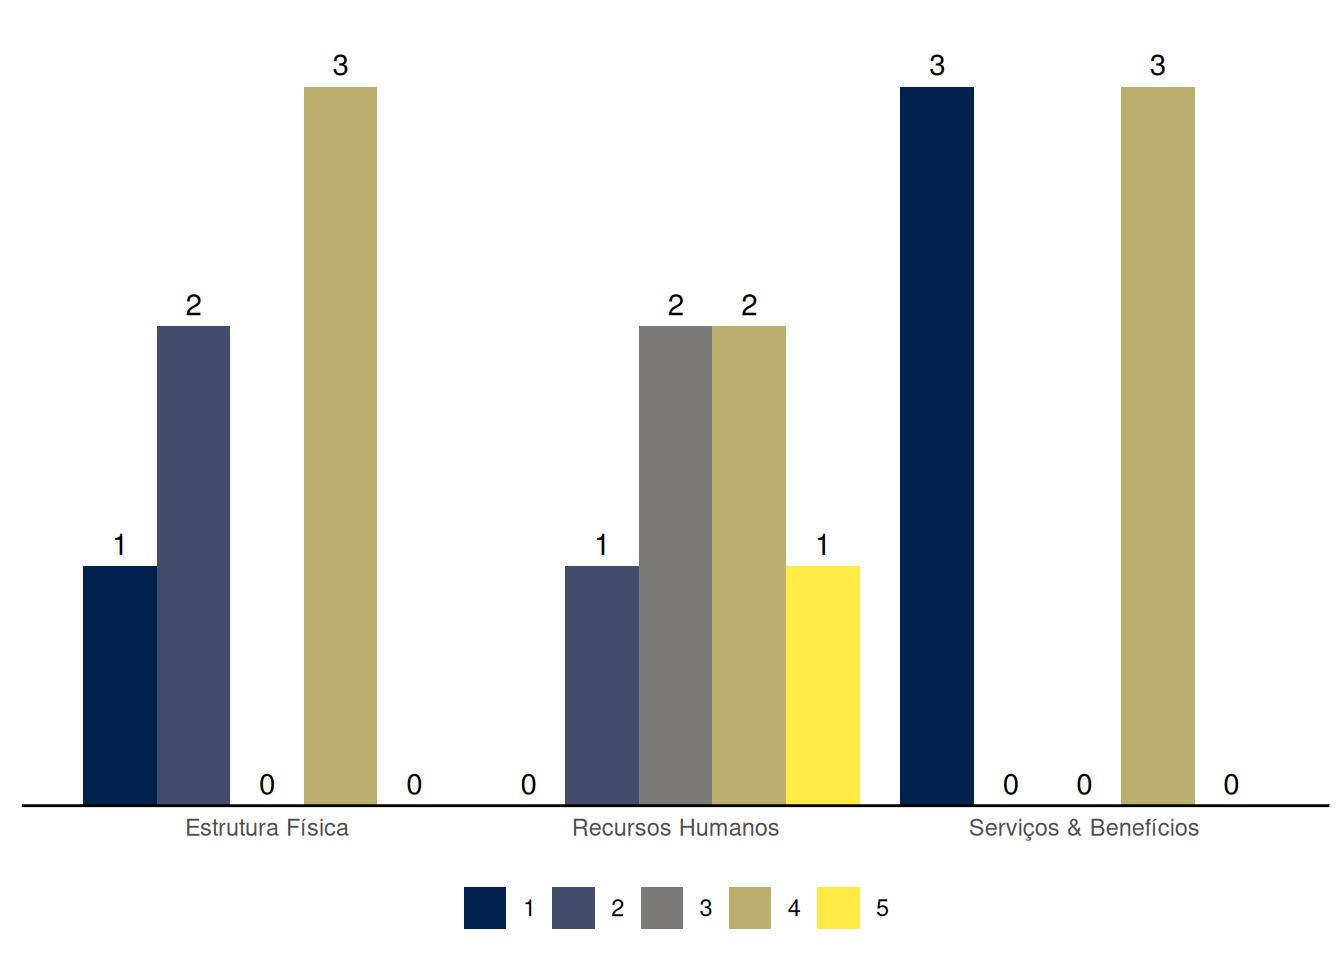 3 3 3
2 2 2
1 1 1
0 0 0 0 0 0
Estrutura Física Recursos Humanos Serviços & Benefícios
1 2 3 4 5